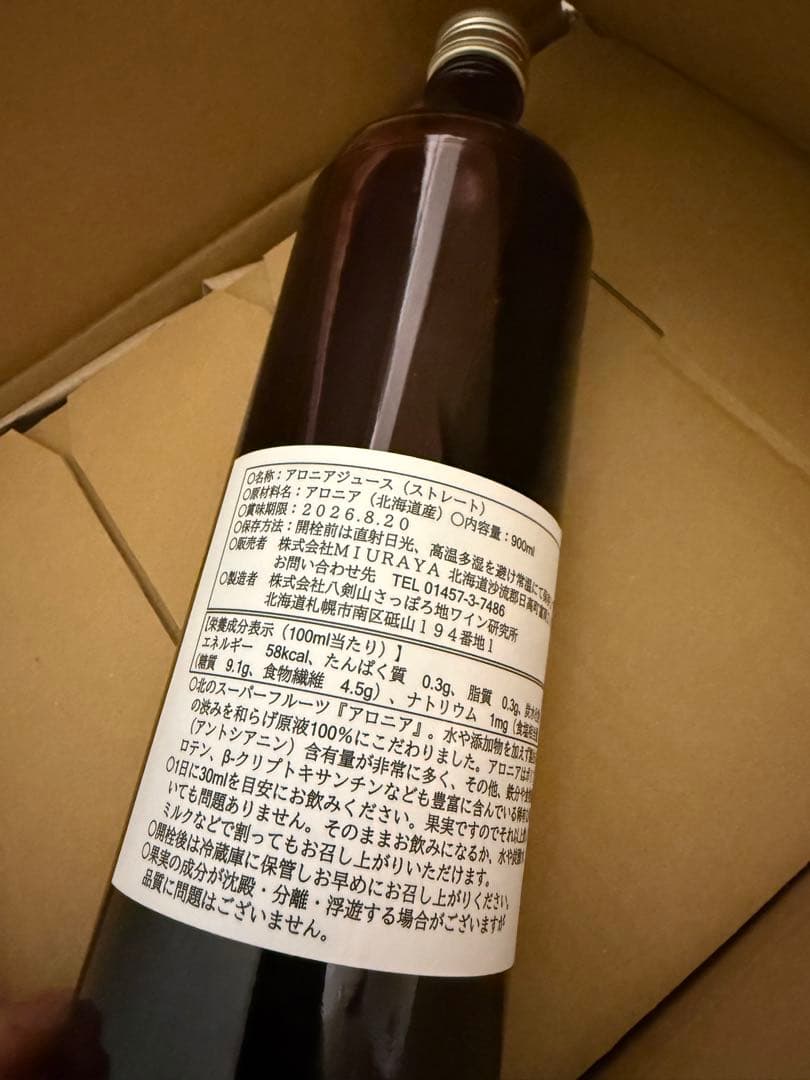 ○名称：アロニアジュース（ストレート）
○原材料名：アロニア（北海道産）○内容量：900ml
○賞味期限：2026.8.20
○保存方法：開栓前は直射日光、高温多湿を避け常温にて
○販売者 株式会社MIURAYA 北海道沙流郡日高町富
お問い合わせ先 TEL 01457-3-7486
○製造者 株式会社八剣山さっぽろ地ワイン研究所
北海道札幌市南区砥山194番地1
【栄養成分表示（100ml当たり）】
エネルギー 58kcal、たんぱく質 0.3g、脂質 0.3g、炭水化物
（糖質 9.1g、食物繊維 4.5g）、ナトリウム 1mg（食塩相当
○北のスーパーフルーツ『アロニア』。水や添加物を加えず
の渋みを和らげ原液100％にこだわりました。アロニアはポリ
（アントシアニン）含有量が非常に多く、その他、鉄分や食
ロテン、β-クリプトキサンチンなども豊富に含んでいる
○1日に30mlを目安にお飲みください。果実ですのでそれ以上
いても問題ありません。そのままお飲みになるか、水や炭酸
ミルクなどで割ってもお召し上がりいただけます。
○開栓後は冷蔵庫に保管しお早めにお召し上がりください。
○果実の成分が沈殿・分離・浮遊する場合がございますが
品質に問題はございません。